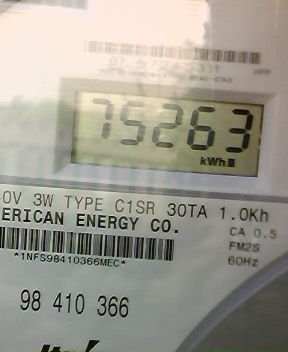 75263
kWh
0V 3W TYPE C1SR 30TA 1.0Kh
ERICAN ENERGY CO.
CA 0.5
FM2S
*1NFS98410366MEC*
60Hz
98 410 366